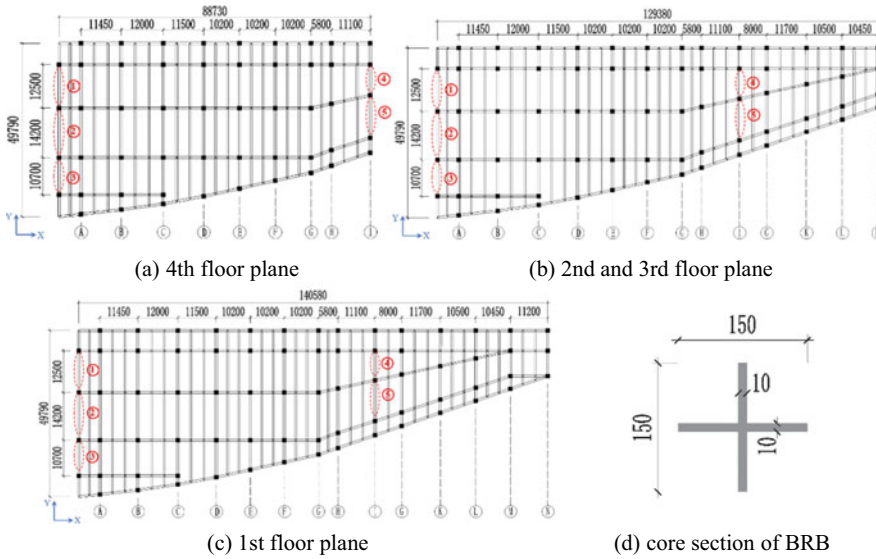 88730
11450 12000 11500 10200 10200 10200 5800 11100
49790
12500
14200
10700
① ② ③ ④ ⑤
Y
X
A B C D E F G H I
(a) 4th floor plane
129380
11450 12000 11500 10200 10200 10200 5800 11100 8000 11700 10500 10450
49790
12500
14200
10700
① ② ③ ④ ⑤
Y
X
A B C D E F G H I G K L
(b) 2nd and 3rd floor plane
140580
11450 12000 11500 10200 10200 10200 5800 11100 8000 11700 10500 10450 11200
49790
12500
14200
10700
① ② ③ ④ ⑤
Y
X
A B C D E F G H I G K L
(c) 1st floor plane
150
150
10
10
(d) core section of BRB